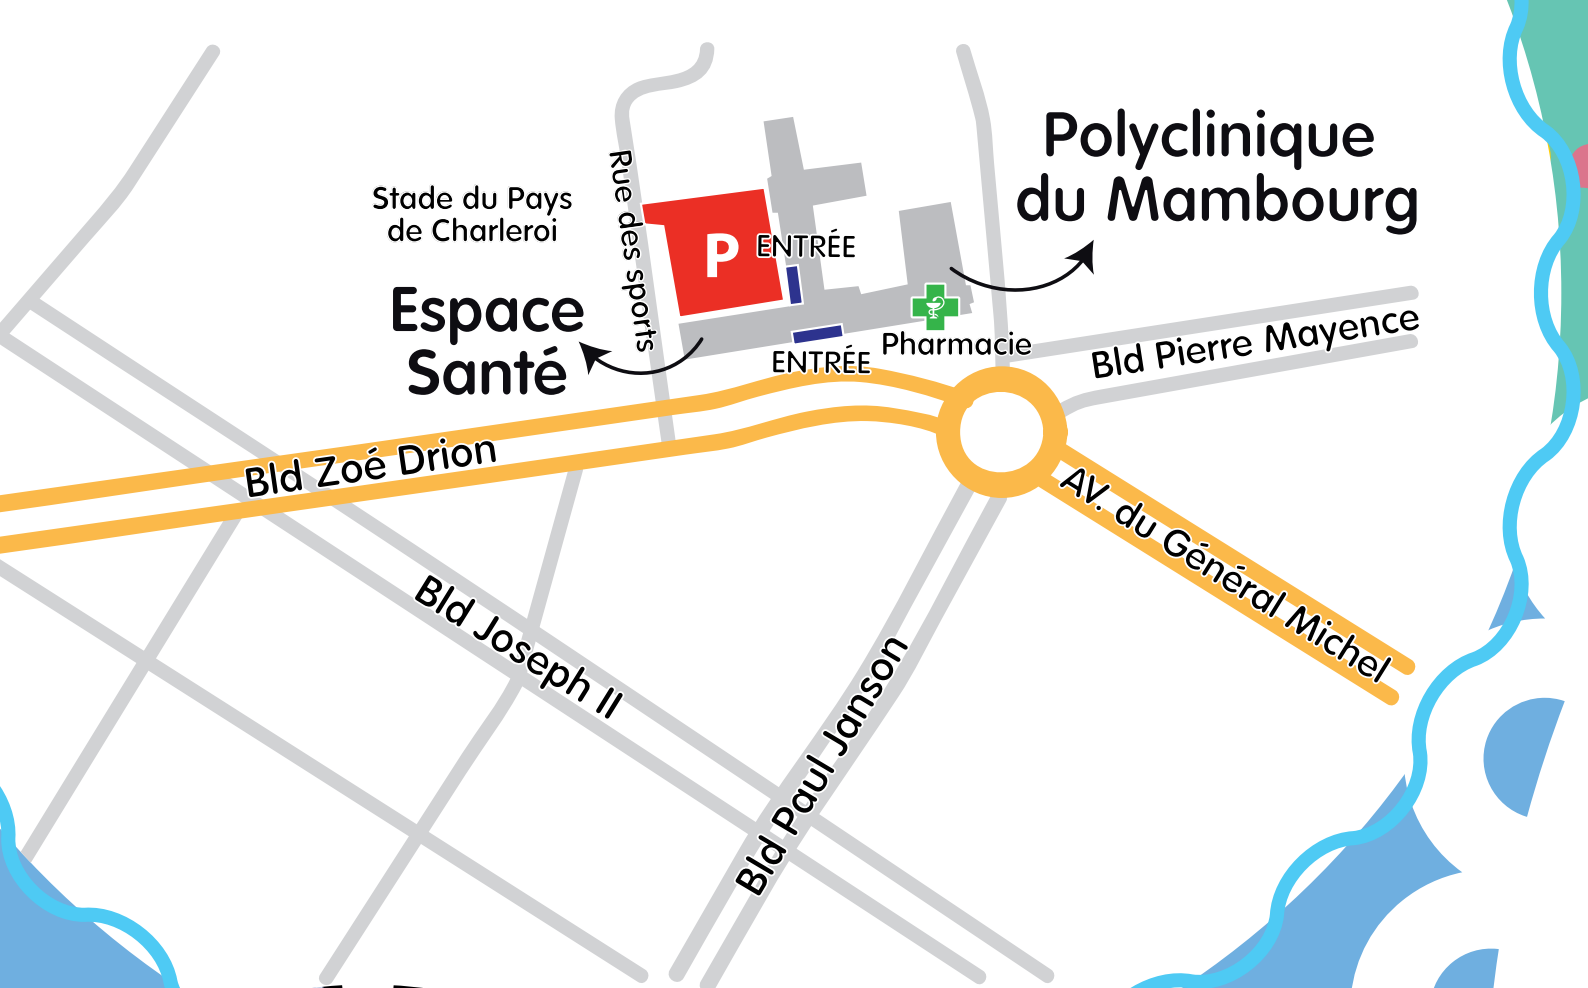 Polyclinique
du Mambourg
Stade du Pays
de Charleroi
Rue des sports
P
ENTRÉE
Espace
Santé
ENTRÉE
Pharmacie
Bld Pierre Mayence
Bld Zoé Drion
AV. du Général Michel
Bld Joseph II
Bld Paul Janson